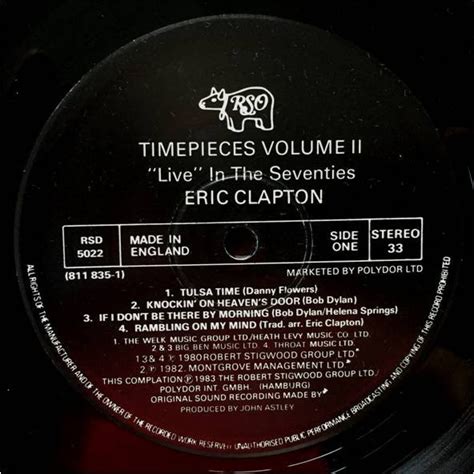 RSO
TIMEPIECES VOLUME II
"Live" In The Seventies
ERIC CLAPTON
RSD
5022
MADE IN
ENGLAND
SIDE
ONE
STEREO
33
(811 835-1)
MARKETED BY POLYDOR LTD
1. TULSA TIME (Danny Flowers)
2. KNOCKIN' ON HEAVEN'S DOOR (Bob Dylan)
3. IF I DON'T BE THERE BY MORNING (Bob Dylan/Helena Springs)
4. RAMBLING ON MY MIND (Trad. arr. Eric Clapton)
1. THE WELK MUSIC GROUP LTD/HEATH LEVY MUSIC CO. LTD.
2 & 3 BIG BEN MUSIC LTD. 4. THROAT MUSIC LTD.
1 3 & 4 ℗ 1980 ROBERT STIGWOOD GROUP LTD.
2 ℗ 1982. MONTGROVE MANAGEMENT LTD.
THIS COMPILATION ℗ 1983 THE ROBERT STIGWOOD GROUP LTD./
POLYDOR INT. GMBH. (HAMBURG)
ORIGINAL SOUND RECORDING MADE BY
PRODUCED BY JOHN ASTLEY
ALL RIGHTS OF THE MANUFACTURER AND OF THE OWNER OF THE RECORDED WORK RESERVED UNAUTHORISED PUBLIC PERFORMANCE BROADCASTING AND COPYING OF THIS RECORD PROHIBITED